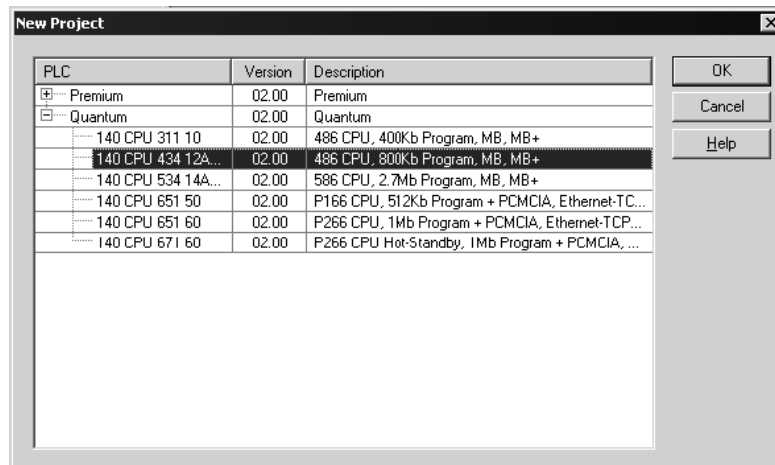 New Project
PLC Version Description
Premium 02.00 Premium
Quantum 02.00 Quantum
140 CPU 311 10 02.00 486 CPU, 400Kb Program, MB, MB+
140 CPU 434 12A... 02.00 486 CPU, 800Kb Program, MB, MB+
140 CPU 534 14A... 02.00 586 CPU, 2.7Mb Program, MB, MB+
140 CPU 651 50 02.00 P166 CPU, 512Kb Program + PCMCIA, Ethernet-TC...
140 CPU 651 60 02.00 P266 CPU, 1Mb Program + PCMCIA, Ethernet-TCP...
140 CPU 671 60 02.00 P266 CPU Hot-Standby, 1Mb Program + PCMCIA, ...
OK
Cancel
Help